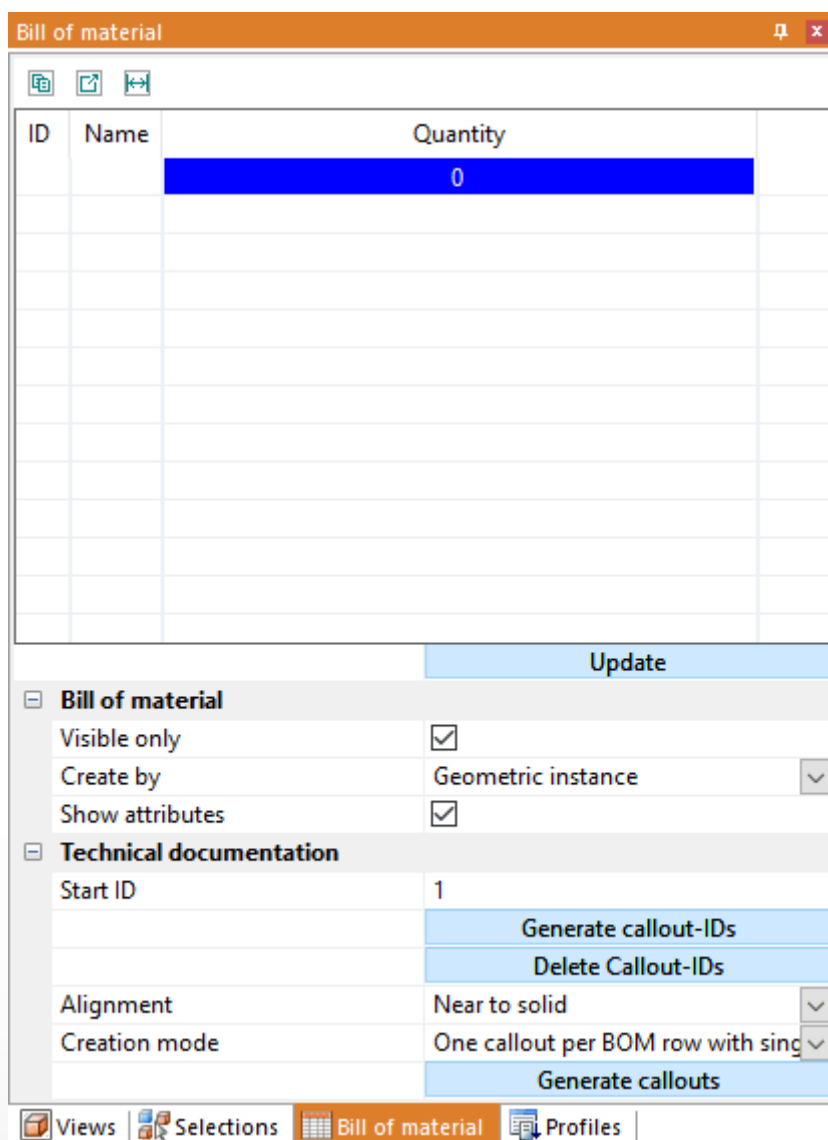 Bill of material
ID Name Quantity
0
Update
Bill of material
Visible only
Create by Geometric instance
Show attributes
Technical documentation
Start ID 1
Generate callout-IDs
Delete Callout-IDs
Alignment Near to solid
Creation mode One callout per BOM row with sing
Generate callouts
Views Selections Bill of material Profiles